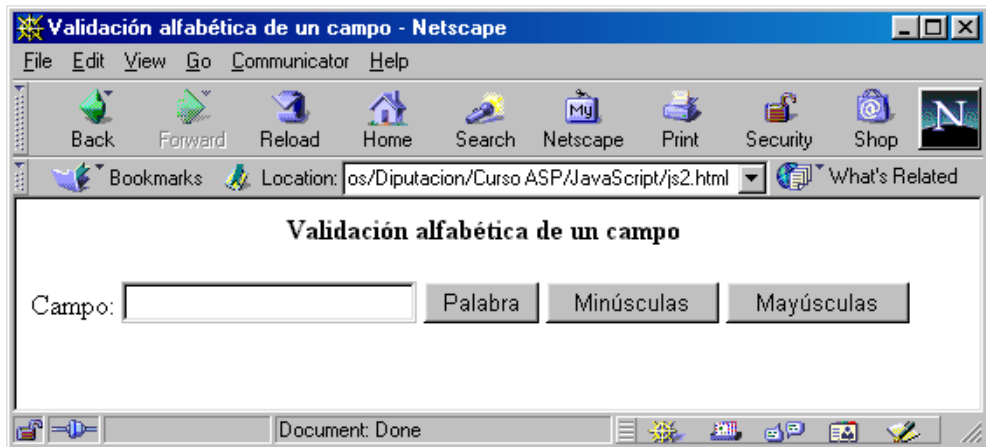 Validación alfabética de un campo - Netscape
File Edit View Go Communicator Help
My N
Back Forward Reload Home Search Netscape Print Security Shop
Bookmarks Location: os/Diputacion/Curso ASP/JavaScript/js2.html What's Related
Validación alfabética de un campo
Campo: Palabra Minúsculas Mayúsculas
Document: Done